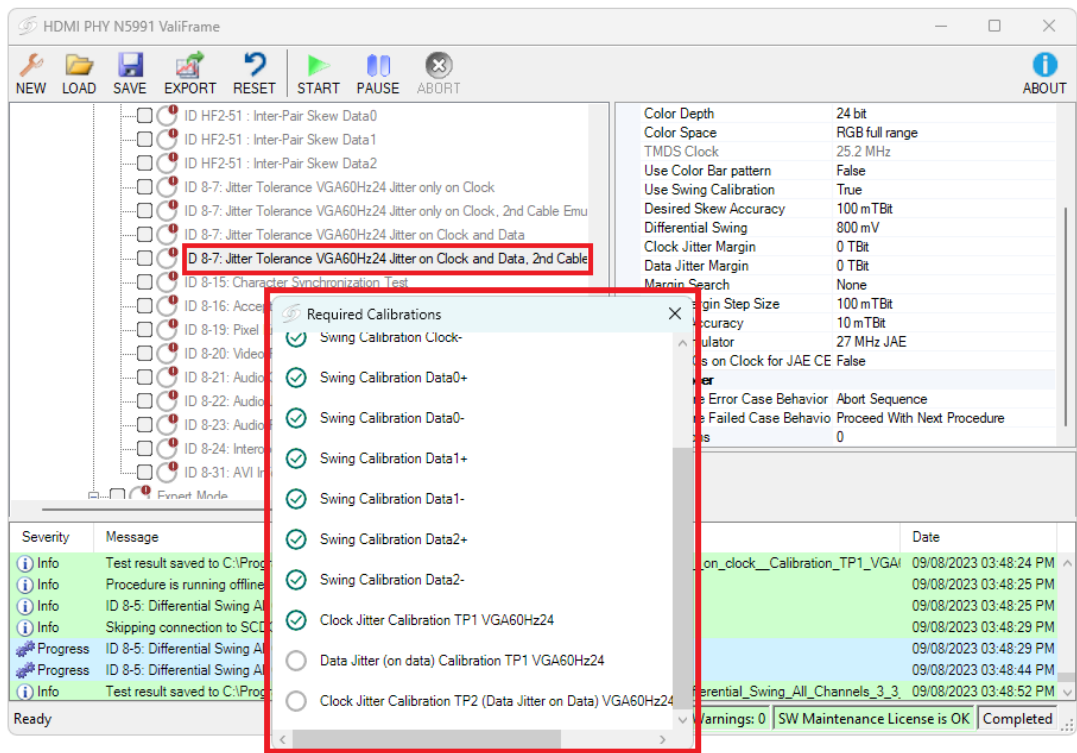 HDMI PHY N5991 ValiFrame
NEW LOAD SAVE EXPORT RESET START PAUSE ABORT ABOUT
ID HF2-51 : Inter-Pair Skew Data0
ID HF2-51 : Inter-Pair Skew Data1
ID HF2-51 : Inter-Pair Skew Data2
ID 8-7: Jitter Tolerance VGA60Hz24 Jitter only on Clock
ID 8-7: Jitter Tolerance VGA60Hz24 Jitter only on Clock, 2nd Cable Emu
ID 8-7: Jitter Tolerance VGA60Hz24 Jitter on Clock and Data
D 8-7: Jitter Tolerance VGA60Hz24 Jitter on Clock and Data, 2nd Cable
ID 8-15: Character Synchronization Test
ID 8-16: Accep
ID 8-19: Pixel
ID 8-20: Video
ID 8-21: Audio
ID 8-22: Audio
ID 8-23: Audio
ID 8-24: Intero
ID 8-31: AVI In
Expert Mode
Color Depth 24 bit
Color Space RGB full range
TMDS Clock 25.2 MHz
Use Color Bar pattern False
Use Swing Calibration True
Desired Skew Accuracy 100 mTBit
Differential Swing 800 mV
Clock Jitter Margin 0 TBit
Data Jitter Margin 0 TBit
Margin Search None
gin Step Size 100 mTBit
ccuracy 10 mTBit
ulator 27 MHz JAE
s on Clock for JAE CE False
er
e Error Case Behavior Abort Sequence
e Failed Case Behavio Proceed With Next Procedure
ns 0
Required Calibrations
Swing Calibration Clock-
Swing Calibration Data0+
Swing Calibration Data0-
Swing Calibration Data1+
Swing Calibration Data1-
Swing Calibration Data2+
Swing Calibration Data2-
Clock Jitter Calibration TP1 VGA60Hz24
Data Jitter (on data) Calibration TP1 VGA60Hz24
Clock Jitter Calibration TP2 (Data Jitter on Data) VGA60Hz24
Severity Message Date
Info Test result saved to C:\Progr _on_clock__Calibration_TP1_VGA 09/08/2023 03:48:24 PM
Info Procedure is running offline 09/08/2023 03:48:25 PM
Info ID 8-5: Differential Swing Al 09/08/2023 03:48:25 PM
Info Skipping connection to SCD 09/08/2023 03:48:29 PM
Progress ID 8-5: Differential Swing Al 09/08/2023 03:48:29 PM
Progress ID 8-5: Differential Swing Al 09/08/2023 03:48:44 PM
Info Test result saved to C:\Progr ferential_Swing_All_Channels_3_3_ 09/08/2023 03:48:52 PM
Ready Warnings: 0 SW Maintenance License is OK Completed